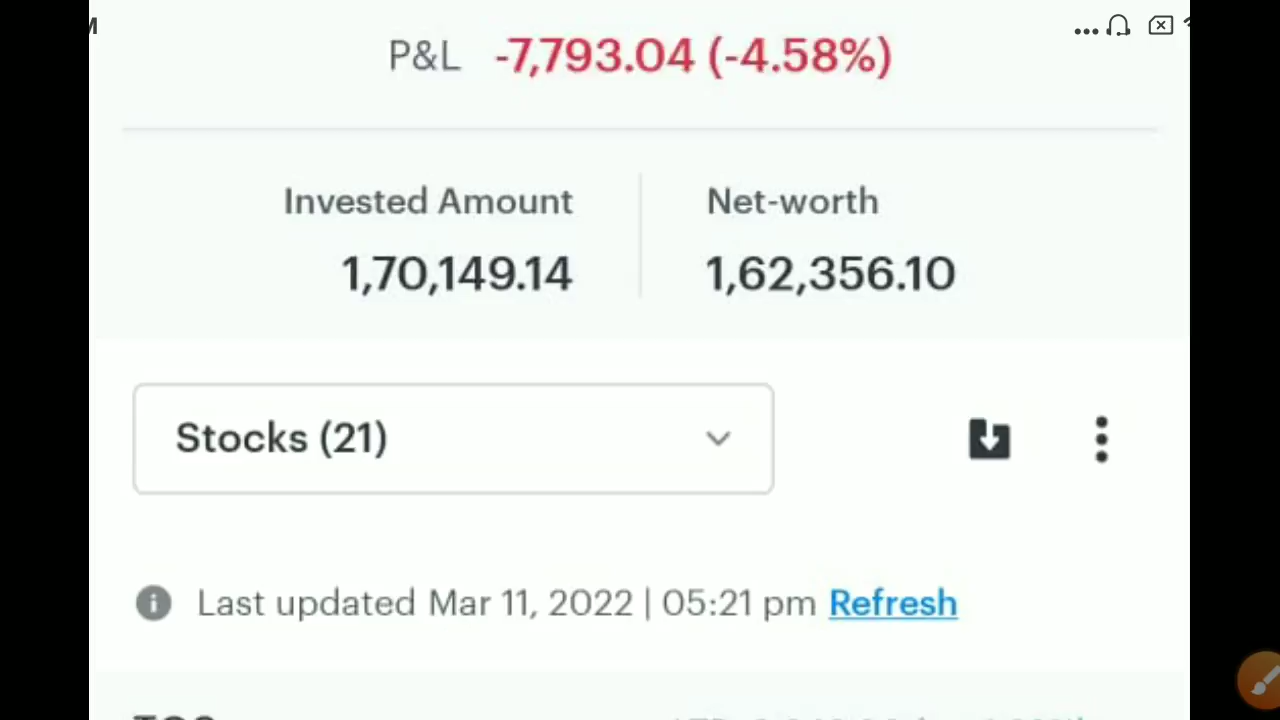 M
P&L -7,793.04 (-4.58%)
Invested Amount Net-worth
1,70,149.14 1,62,356.10
Stocks (21)
Last updated Mar 11, 2022 | 05:21 pm Refresh